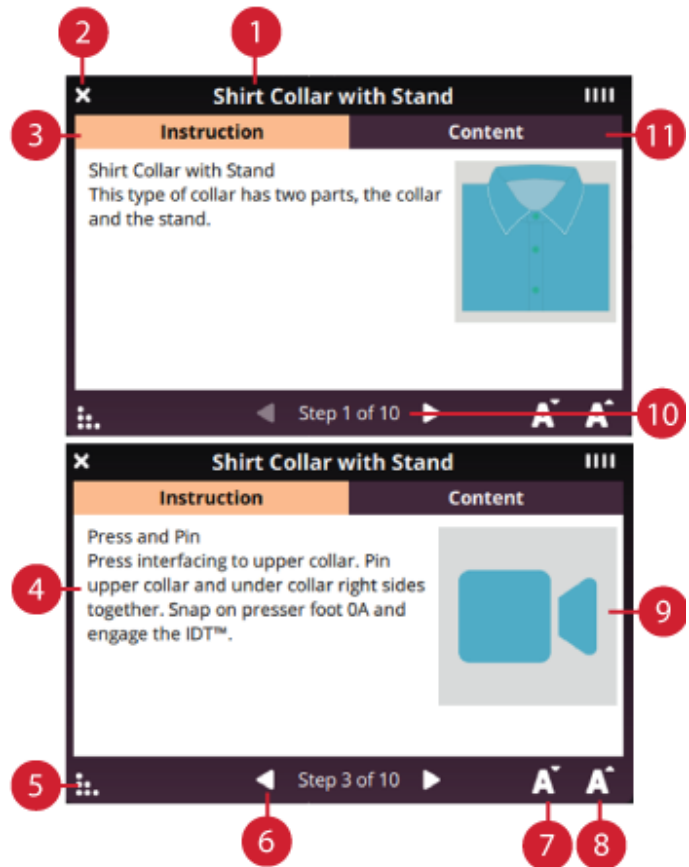 2
1
Shirt Collar with Stand
3
Instruction
Content
11
Shirt Collar with Stand
This type of collar has two parts, the collar
and the stand.
Step 1 of 10
A
A
10
Shirt Collar with Stand
Instruction
Content
Press and Pin
Press interfacing to upper collar. Pin
upper collar and under collar right sides
together. Snap on presser foot 0A and
engage the IDT™.
4
9
5
Step 3 of 10
A
A
6
7
8